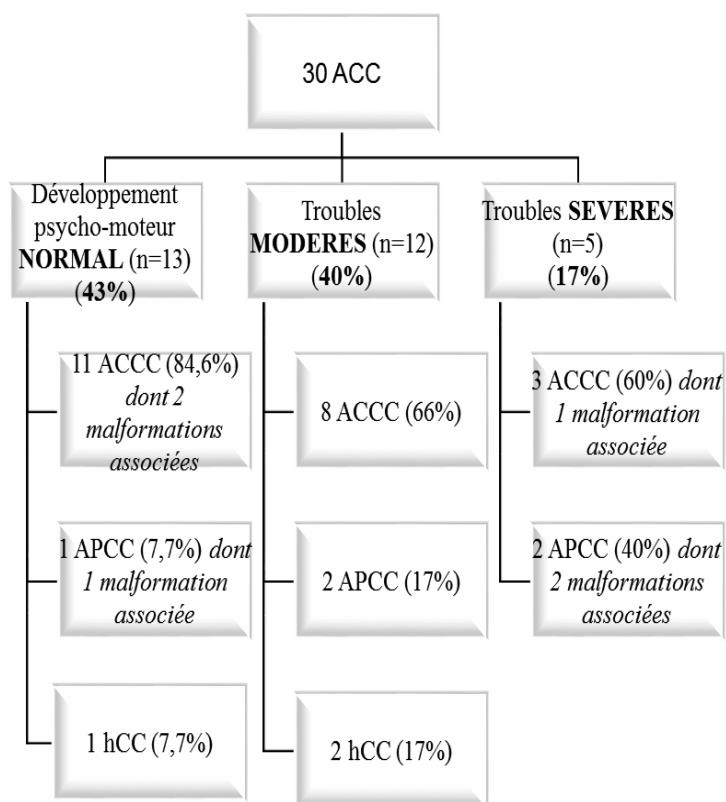 30 ACC
Développement
psycho-moteur
NORMAL (n=13)
(43%)
Troubles
MODERES (n=12)
(40%)
Troubles SEVERES
(n=5)
(17%)
11 ACCC (84,6%)
dont 2
malformations
associées
8 ACCC (66%)
3 ACCC (60%) dont
1 malformation
associée
1 APCC (7,7%) dont
1 malformation
associée
2 APCC (17%)
2 APCC (40%) dont
2 malformations
associées
1 hCC (7,7%)
2 hCC (17%)